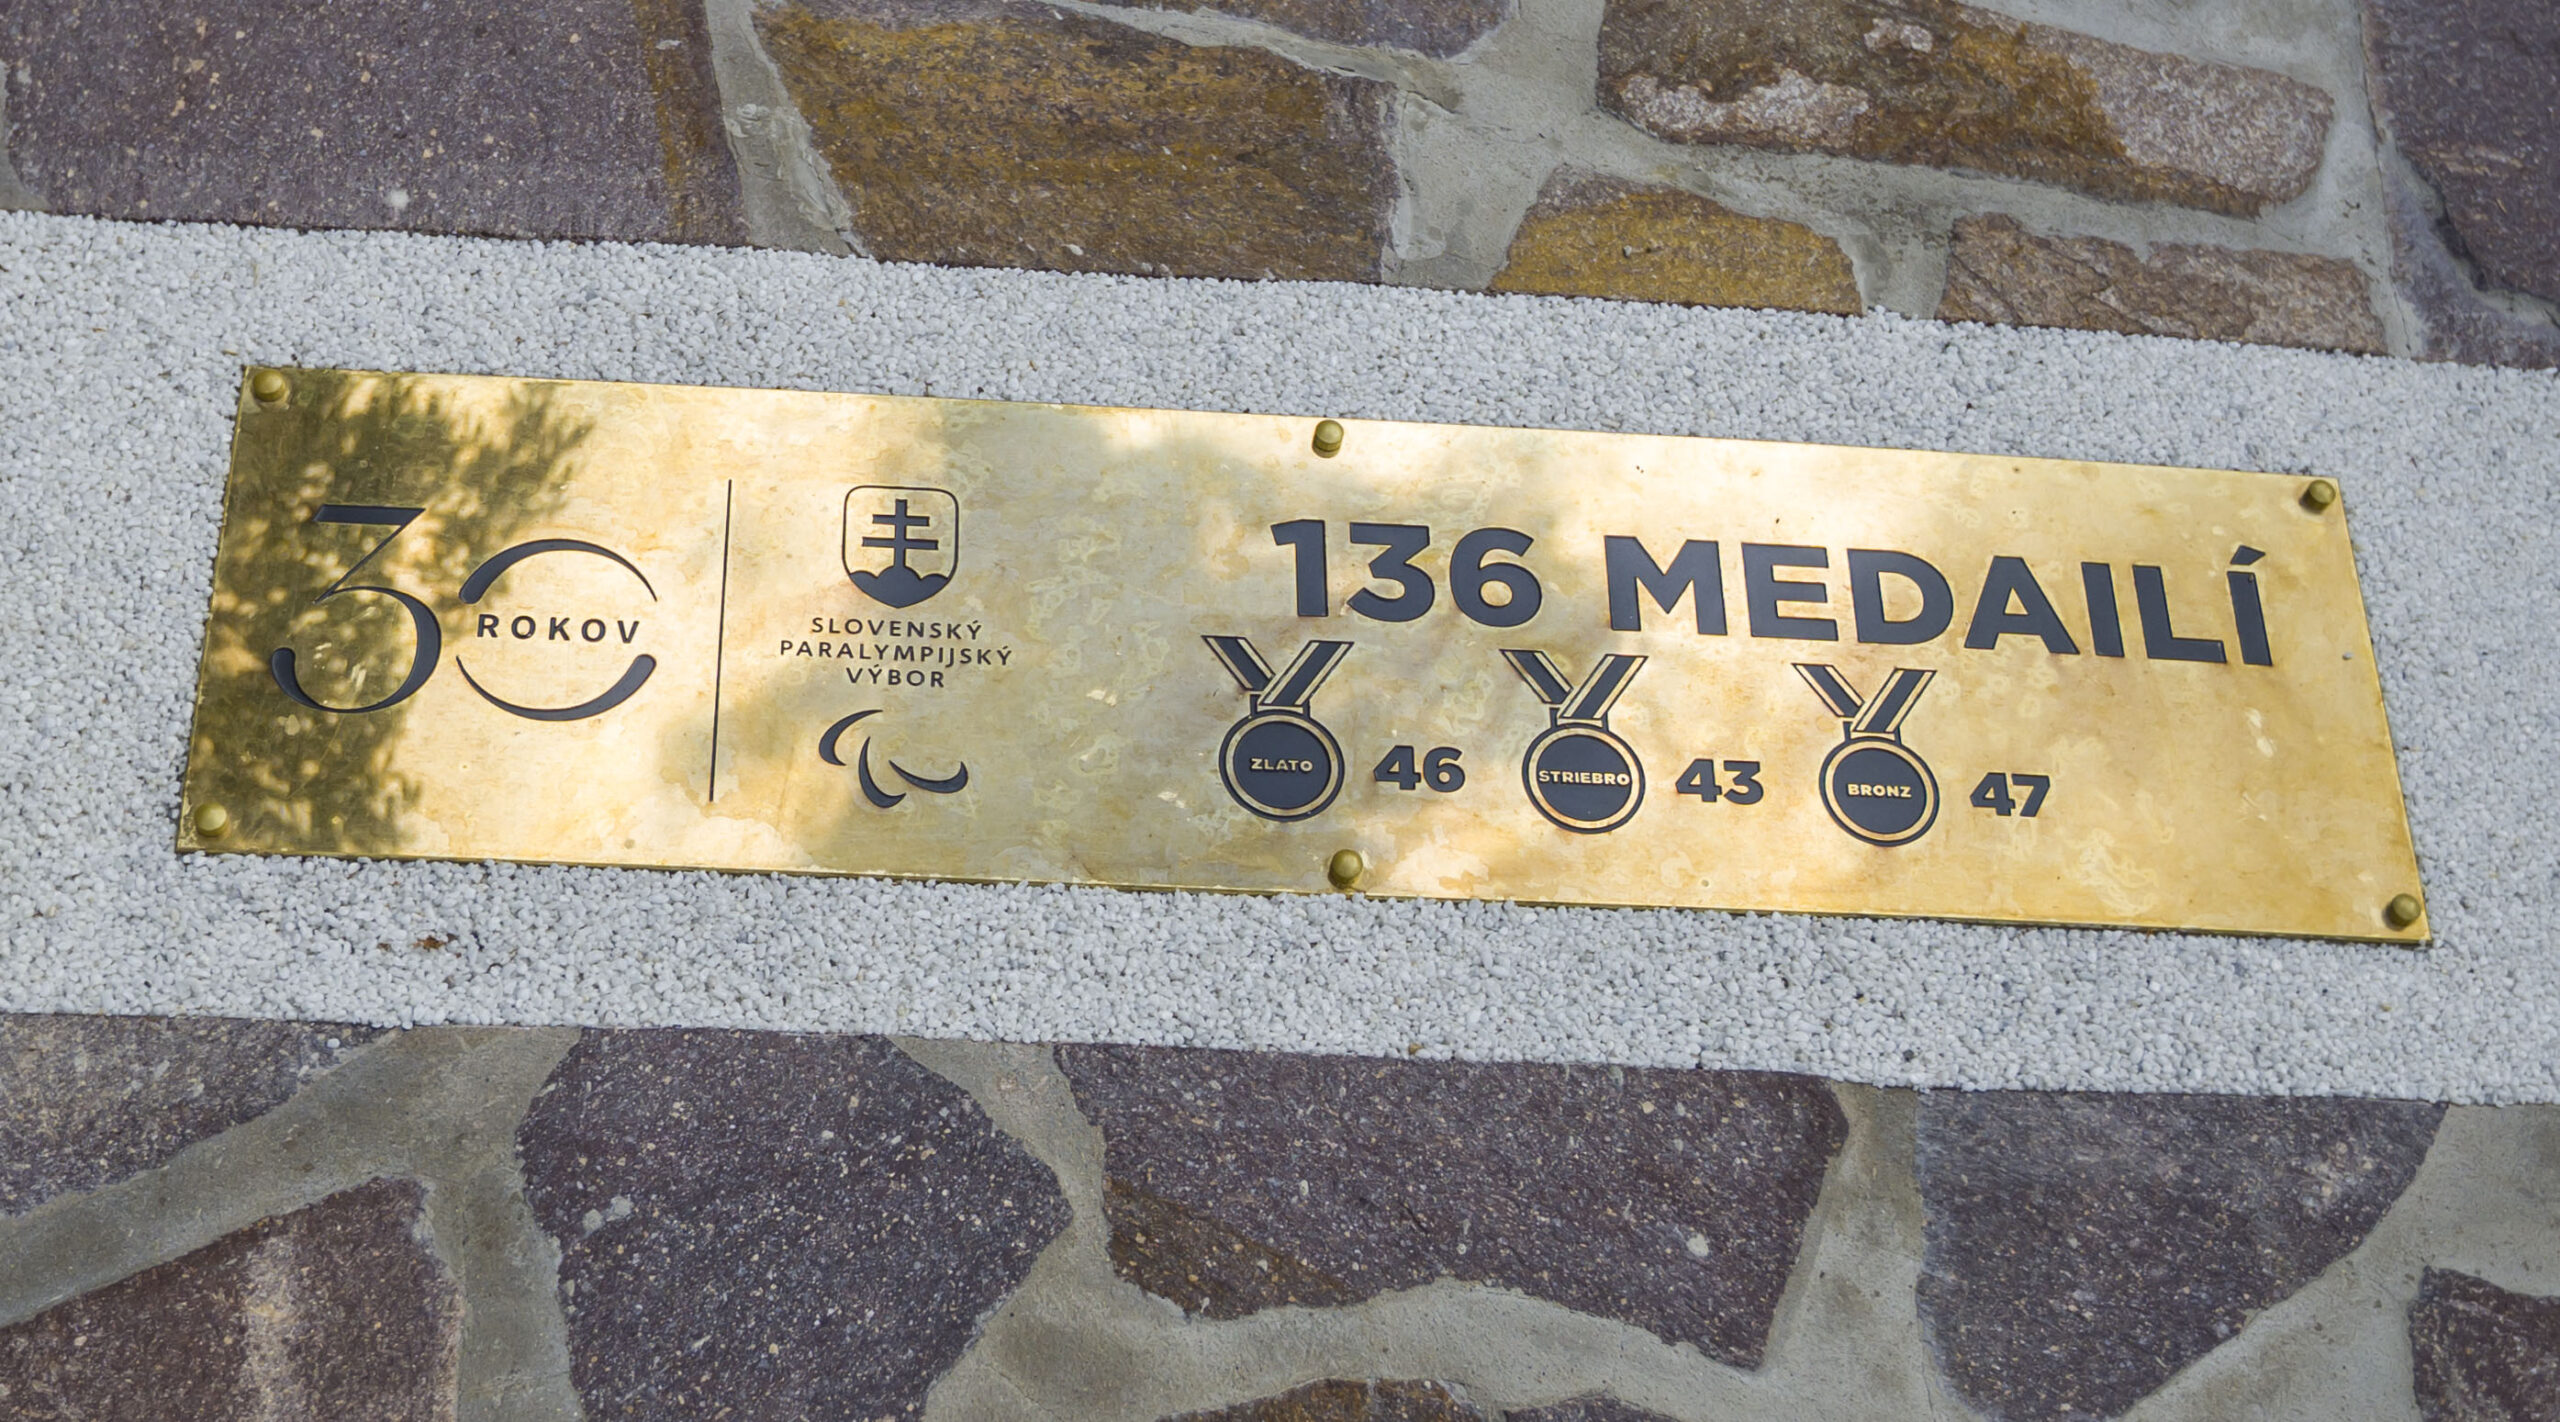 30
ROKOV
SLOVENSKÝ
PARALYMPIJSKÝ
VÝBOR
136 MEDAILÍ
ZLATO 46 STRIEBRO 43 BRONZ 47